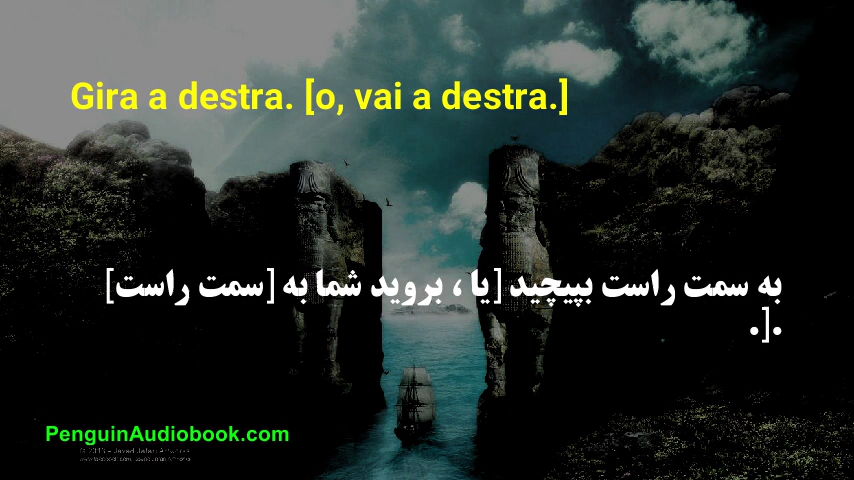 Gira a destra. [o, vai a destra.]
به سمت راست بپیچید [یا ، بروید شما به [سمت راست]
.[.
PenguinAudiobook.com